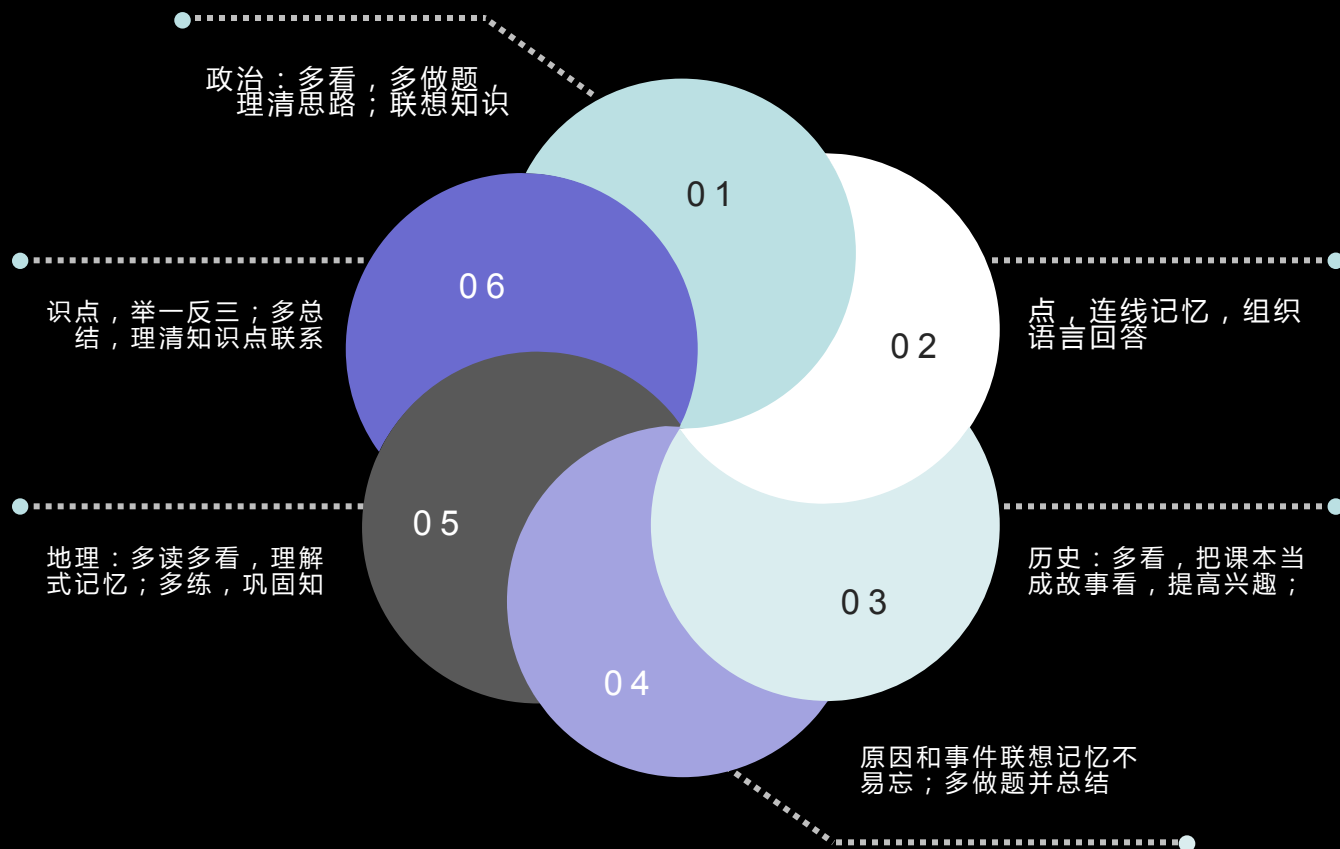 政治：多看，多做题，
理清思路；联想知识
01
02
点，连线记忆，组织
语言回答
03
历史：多看，把课本当
成故事看，提高兴趣；
04
原因和事件联想记忆不
易忘；多做题并总结
05
地理：多读多看，理解
式记忆；多练，巩固知
06
识点，举一反三；多总
结，理清知识点联系